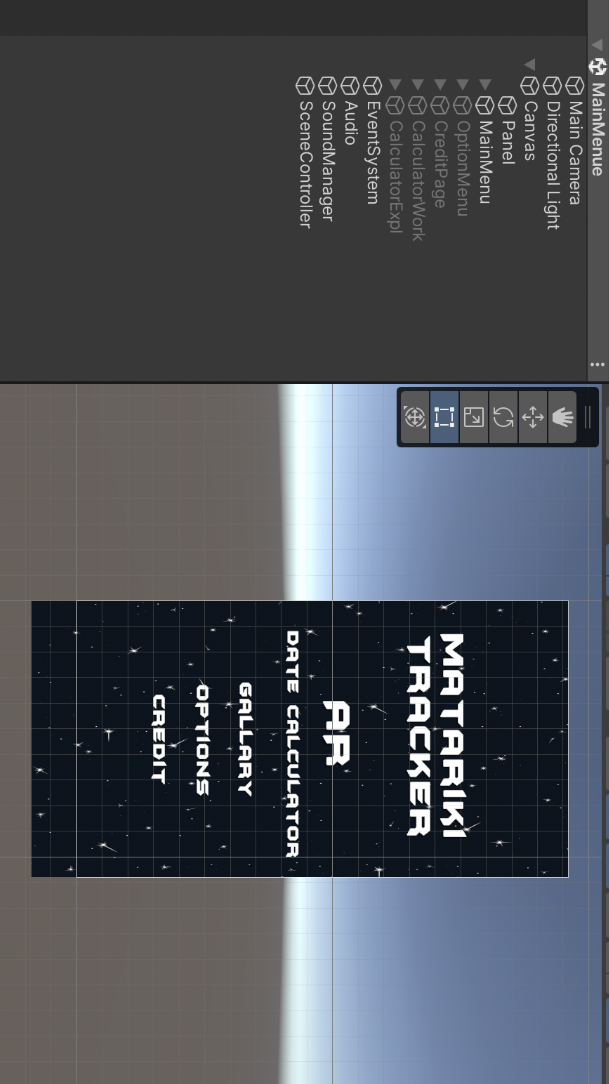 MainMenue
Main Camera
Directional Light
Canvas
Panel
MainMenu
OptionMenu
CreditPage
CalculatorWork
CalculatorExpl
EventSystem
Audio
SoundManager
SceneController
MATARIKI
TRACKER
AR
DATE CALCULATOR
GALLARY
OPTIONS
CREDIT